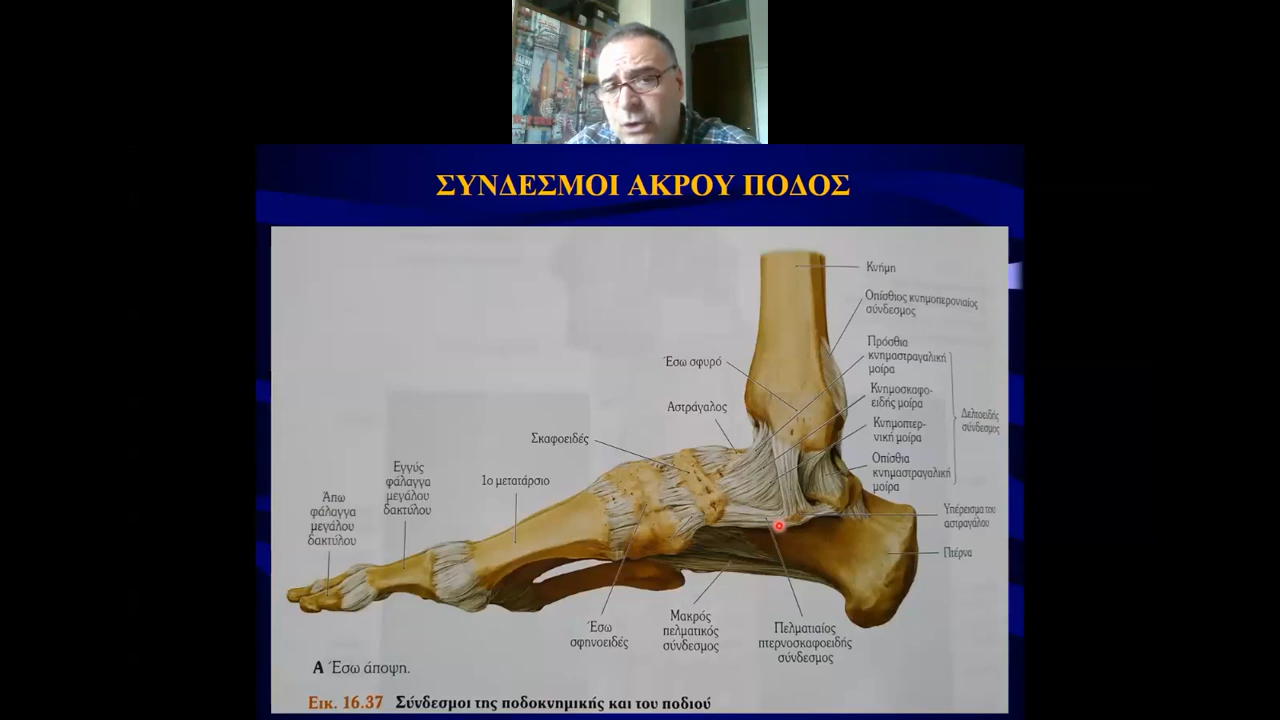 ΣΥΝΔΕΣΜΟΙ ΑΚΡΟΥ ΠΟΔΟΣ
Κνήμη
Οπίσθιος κνημοπερονιαίος
σύνδεσμος
Πρόσθια
κνημαστραγαλική
μοίρα
Έσω σφυρό
Κνημοσκαφο-
ειδής μοίρα
Δελτοειδής
σύνδεσμος
Αστράγαλος
Κνημοπτερ-
νική μοίρα
Σκαφοειδές
Οπίσθια
κνημαστραγαλική
μοίρα
Εγγύς
φάλαγγα
μεγάλου
δακτύλου
1ο μετατάρσιο
Άπω
φάλαγγα
μεγάλου
δακτύλου
Υπέρεισμα του
αστραγάλου
Πτέρνα
Έσω
σφηνοειδές
Μακρός
πελματικός
σύνδεσμος
Πελματιαίος
πτερνοσκαφοειδής
σύνδεσμος
Α Έσω άποψη.
Εικ. 16.37 Σύνδεσμοι της ποδοκνημικής και του ποδιού